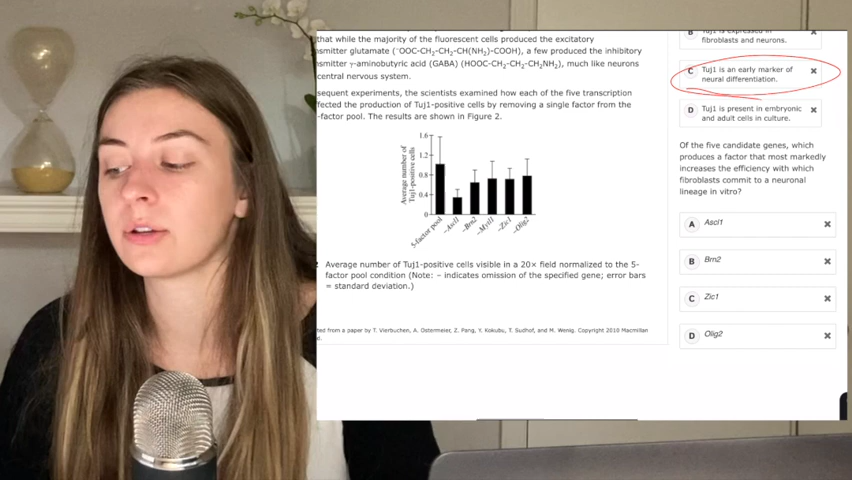 that while the majority of the fluorescent cells produced the excitatory
nsmitter glutamate (⁻OOC-CH₂-CH₂-CH(NH₂)-COOH), a few produced the inhibitory
nsmitter γ-aminobutyric acid (GABA) (HOOC-CH₂-CH₂-CH₂NH₂), much like neurons
central nervous system.
sequent experiments, the scientists examined how each of the five transcription
fected the production of Tuj1-positive cells by removing a single factor from the
-factor pool. The results are shown in Figure 2.
Average number of
Tuj1-positive cells
1.6
1.2
0.8
0.4
0
5-factor pool
–Ascl1
–Brn2
–Myt1l
–Zic1
–Olig2
Average number of Tuj1-positive cells visible in a 20× field normalized to the 5-
factor pool condition (Note: – indicates omission of the specified gene; error bars
= standard deviation.)
ted from a paper by T. Vierbuchen, A. Ostermeier, Z. Pang, Y. Kokubu, T. Sudhof, and M. Wenig. Copyright 2010 Macmillan
d.
B Tuj1 is expressed in
fibroblasts and neurons.
C Tuj1 is an early marker of
neural differentiation.
D Tuj1 is present in embryonic
and adult cells in culture.
Of the five candidate genes, which
produces a factor that most markedly
increases the efficiency with which
fibroblasts commit to a neuronal
lineage in vitro?
A Ascl1
B Brn2
C Zic1
D Olig2